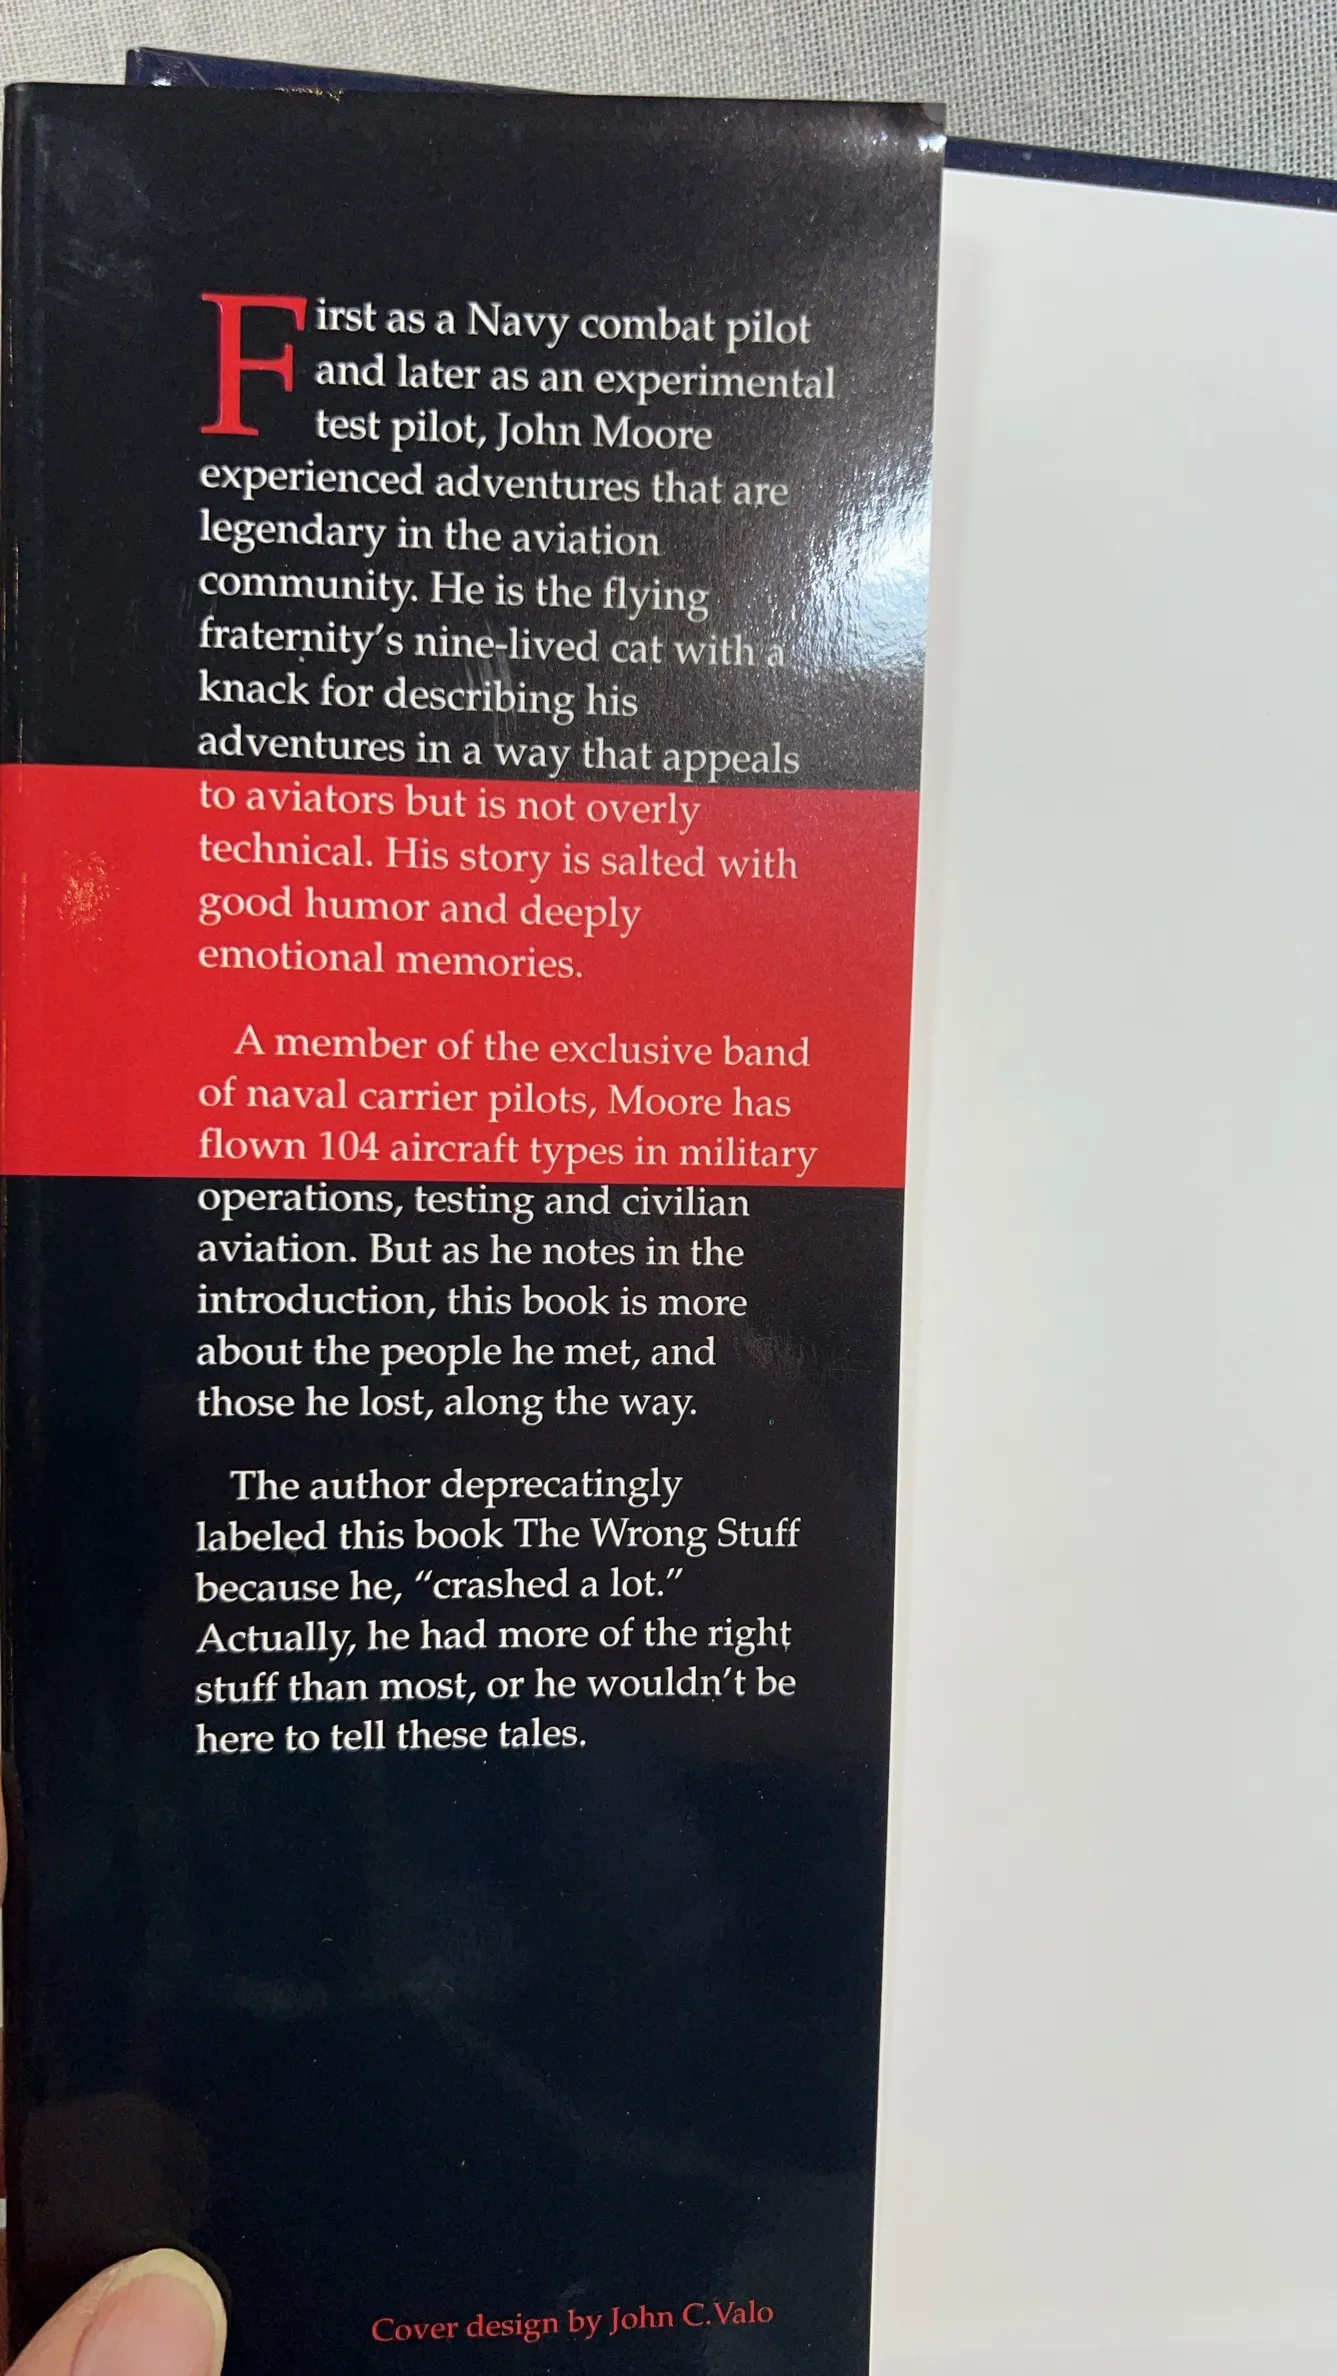 First as a Navy combat pilot
and later as an experimental
test pilot, John Moore
experienced adventures that are
legendary in the aviation
community. He is the flying
fraternity's nine-lived cat with a
knack for describing his
adventures in a way that appeals
to aviators but is not overly
technical. His story is salted with
good humor and deeply
emotional memories.
A member of the exclusive band
of naval carrier pilots, Moore has
flown 104 aircraft types in military
operations, testing and civilian
aviation. But as he notes in the
introduction, this book is more
about the people he met, and
those he lost, along the way.
The author deprecatingly
labeled this book The Wrong Stuff
because he, “crashed a lot.”
Actually, he had more of the right
stuff than most, or he wouldn't be
here to tell these tales.
Cover design by John C.Valo